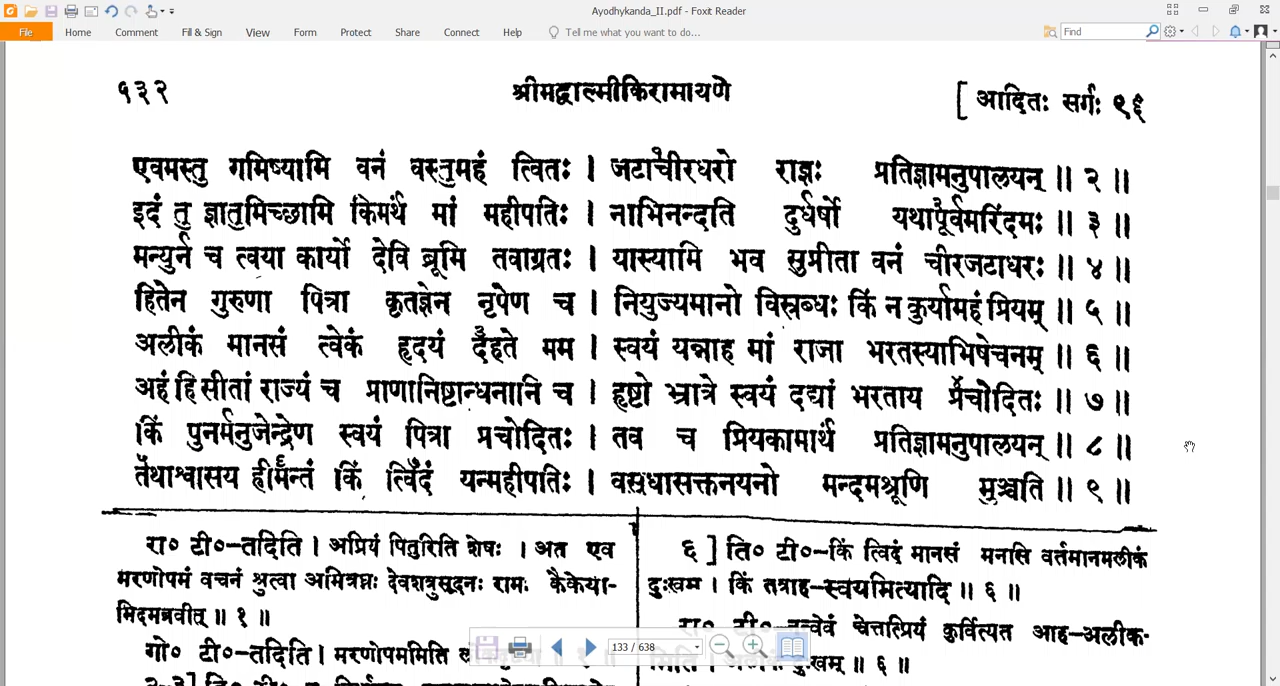 Ayodhykanda_II.pdf - Foxit Reader
File Home Comment Fill & Sign View Form Protect Share Connect Help Tell me what you want to do... Find
५३२ श्रीमद्वाल्मीकिरामायणे [ आदितः सर्गः ९६
एवमस्तु गमिष्यामि वनं वस्तुमहं त्वितः । जटाचीरधरो राज्ञः प्रतिज्ञामनुपालयन् ॥ २ ॥
इदं तु ज्ञातुमिच्छामि किमर्थं मां महीपतिः । नाभिनन्दति दुर्धर्षो यथापूर्वमरिंदमः ॥ ३ ॥
मन्युर्न च त्वया कार्यो देवि ब्रूमि तवाग्रतः । यास्यामि भव सुप्रीता वनं चीरजटाधरः ॥ ४ ॥
हितेन गुरुणा पित्रा कृतज्ञेन नृपेण च । नियुज्यमानो विस्रब्धः किं न कुर्यामहं प्रियम् ॥ ५ ॥
अलीकं मानसं त्वेकं हृदयं दहते मम । स्वयं यन्नाह मां राजा भरतस्याभिषेचनम् ॥ ६ ॥
अहं हि सीतां राज्यं च प्राणानिष्टान्धनानि च । हृष्टो भ्रात्रे स्वयं दद्यां भरताय प्रचोदितः ॥ ७ ॥
किं पुनर्मनुजेन्द्रेण स्वयं पित्रा प्रचोदितः । तव च प्रियकामार्थं प्रतिज्ञामनुपालयन् ॥ ८ ॥
तथाश्वासय ह्रीमन्तं किं त्विदं यन्महीपतिः । वसुधासक्तनयनो मन्दमश्रूणि मुञ्चति ॥ ९ ॥
रा० टी०-तदिति । अप्रियं पितुरिति शेषः । अत एव
मरणोपमं वचनं श्रुत्वा अमित्रघ्नः देवशत्रुसूदनः रामः कैकेया-
मिदमब्रवीत् ॥ १ ॥
गो० टी०-तदिति । मरणोपममिति
६ ] ति० टी०-किं त्विदं मानसं मनसि वर्तमानमलीकं
दुःखम् । किं तत्राह-स्वयमित्यादि ॥ ६ ॥
रा० टी०-नन्वेवं चेत्तत्प्रियं कुर्वित्यत आह-अलीक-
मिति । दुःखम् ॥ ६ ॥
133 / 638